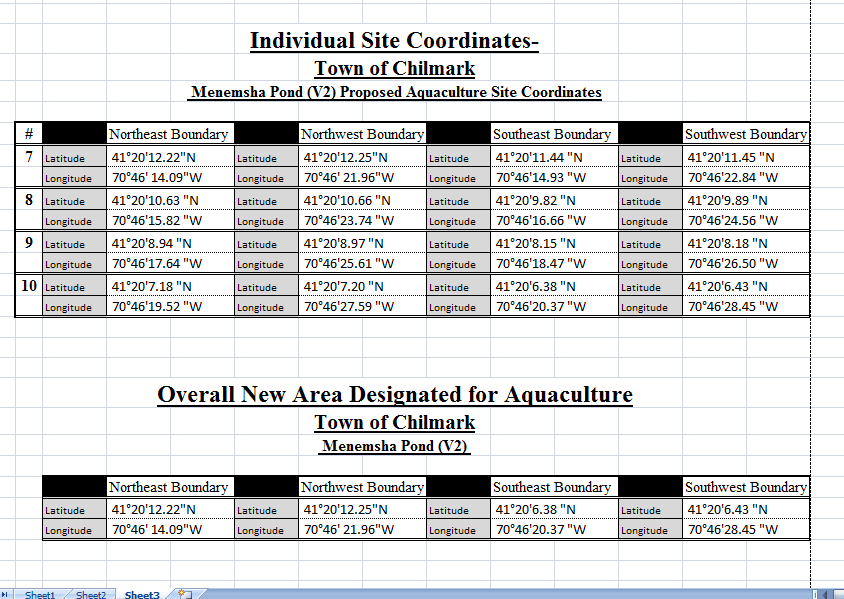 Individual Site Coordinates-
Town of Chilmark
Menemsha Pond (V2) Proposed Aquaculture Site Coordinates
# Northeast Boundary Northwest Boundary Southeast Boundary Southwest Boundary
7 Latitude 41°20'12.22"N Latitude 41°20'12.25"N Latitude 41°20'11.44 "N Latitude 41°20'11.45 "N
Longitude 70°46' 14.09"W Longitude 70°46' 21.96"W Longitude 70°46'14.93 "W Longitude 70°46'22.84 "W
8 Latitude 41°20'10.63 "N Latitude 41°20'10.66 "N Latitude 41°20'9.82 "N Latitude 41°20'9.89 "N
Longitude 70°46'15.82 "W Longitude 70°46'23.74 "W Longitude 70°46'16.66 "W Longitude 70°46'24.56 "W
9 Latitude 41°20'8.94 "N Latitude 41°20'8.97 "N Latitude 41°20'8.15 "N Latitude 41°20'8.18 "N
Longitude 70°46'17.64 "W Longitude 70°46'25.61 "W Longitude 70°46'18.47 "W Longitude 70°46'26.50 "W
10 Latitude 41°20'7.18 "N Latitude 41°20'7.20 "N Latitude 41°20'6.38 "N Latitude 41°20'6.43 "N
Longitude 70°46'19.52 "W Longitude 70°46'27.59 "W Longitude 70°46'20.37 "W Longitude 70°46'28.45 "W
Overall New Area Designated for Aquaculture
Town of Chilmark
Menemsha Pond (V2)
Northeast Boundary Northwest Boundary Southeast Boundary Southwest Boundary
Latitude 41°20'12.22"N Latitude 41°20'12.25"N Latitude 41°20'6.38 "N Latitude 41°20'6.43 "N
Longitude 70°46' 14.09"W Longitude 70°46' 21.96"W Longitude 70°46'20.37 "W Longitude 70°46'28.45 "W
Sheet1 Sheet2 Sheet3